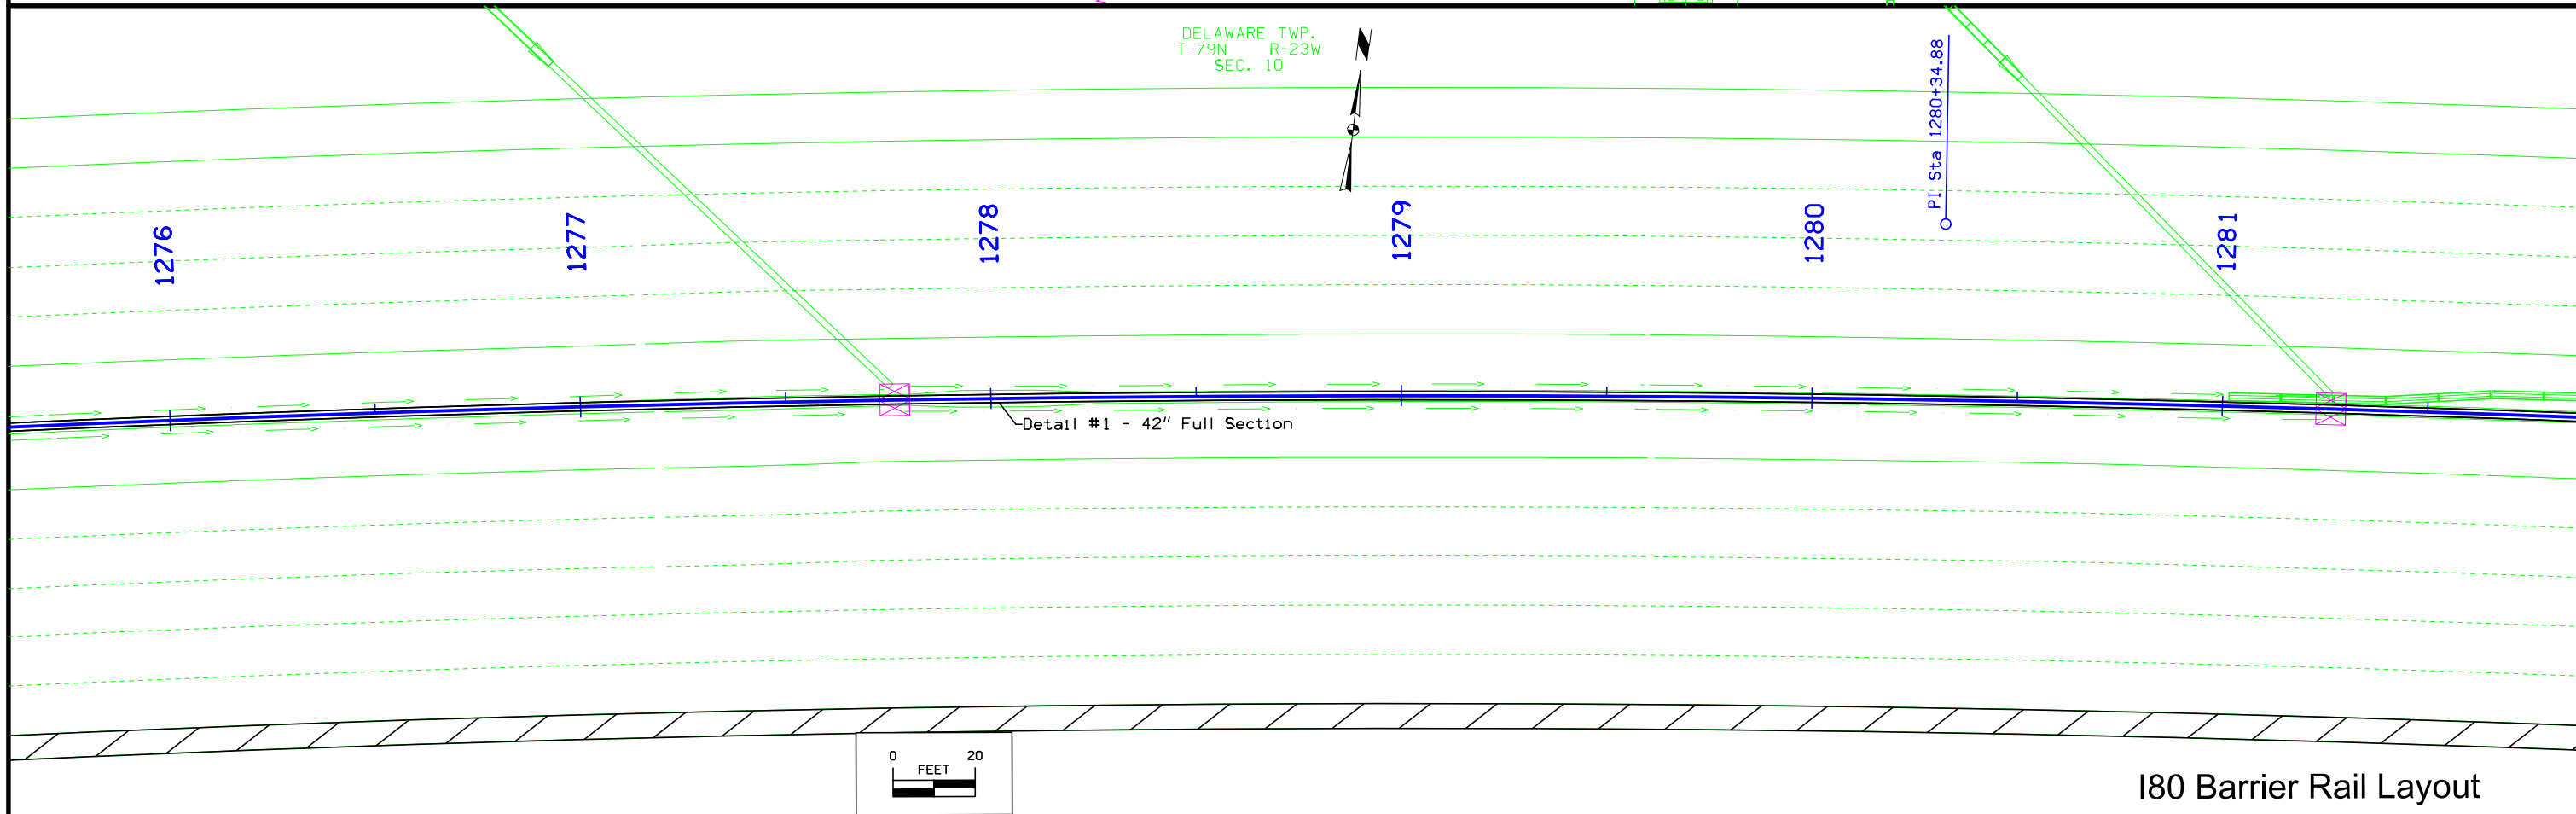 DELAWARE TWP.
T-79N R-23W
SEC. 10
N
PI Sta 1280+34.88
1276
1277
1278
1279
1280
1281
Detail #1 - 42" Full Section
0 20
FEET
I80 Barrier Rail Layout